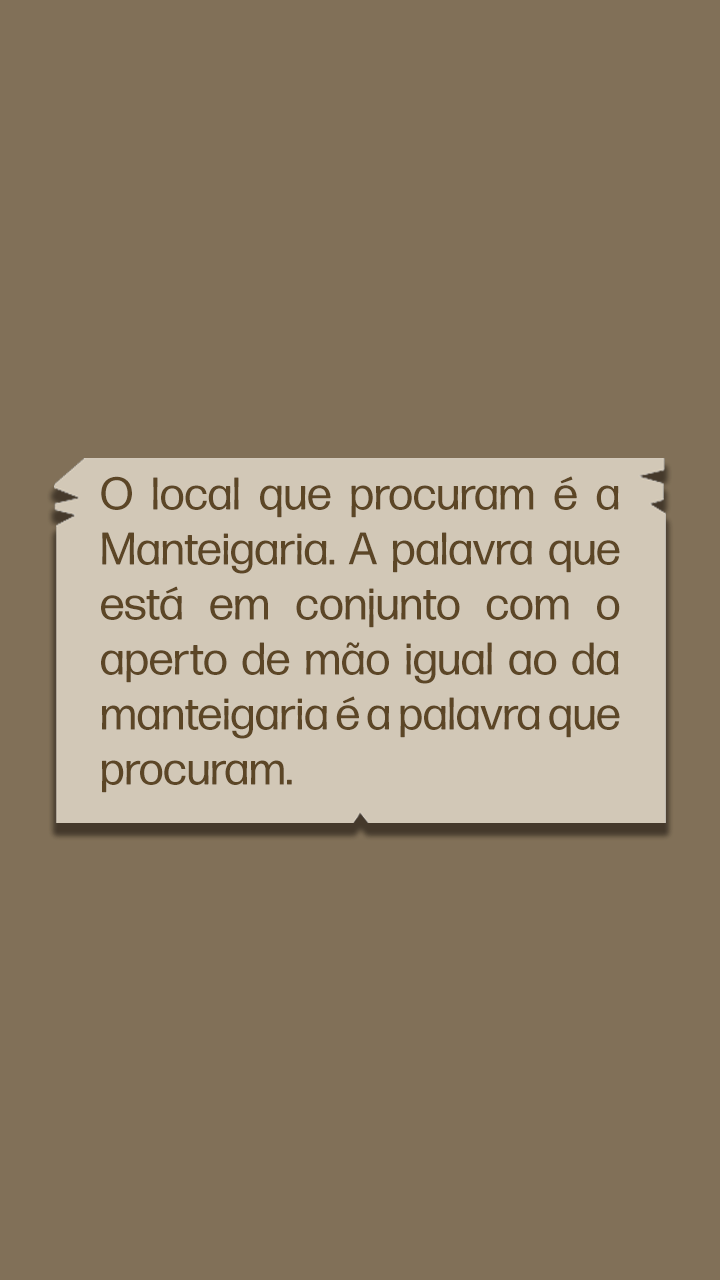 O local que procuram é a
Manteigaria. A palavra que
está em conjunto com o
aperto de mão igual ao da
manteigaria é a palavra que
procuram.